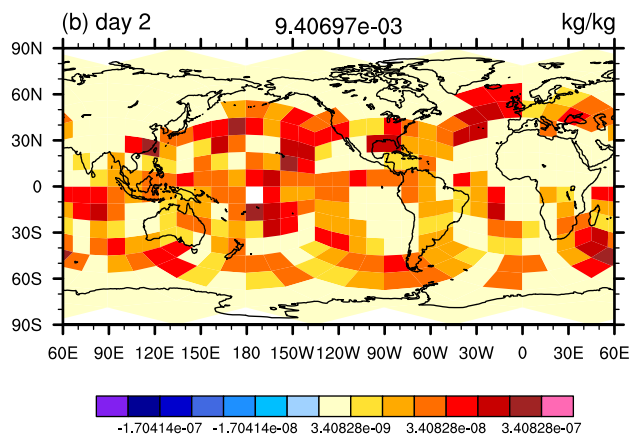 (b) day 2 9.40697e-03 kg/kg
90N
60N
30N
0
30S
60S
90S
60E 90E 120E 150E 180 150W 120W 90W 60W 30W 0 30E 60E
-1.70414e-07 -1.70414e-08 3.40828e-09 3.40828e-08 3.40828e-07